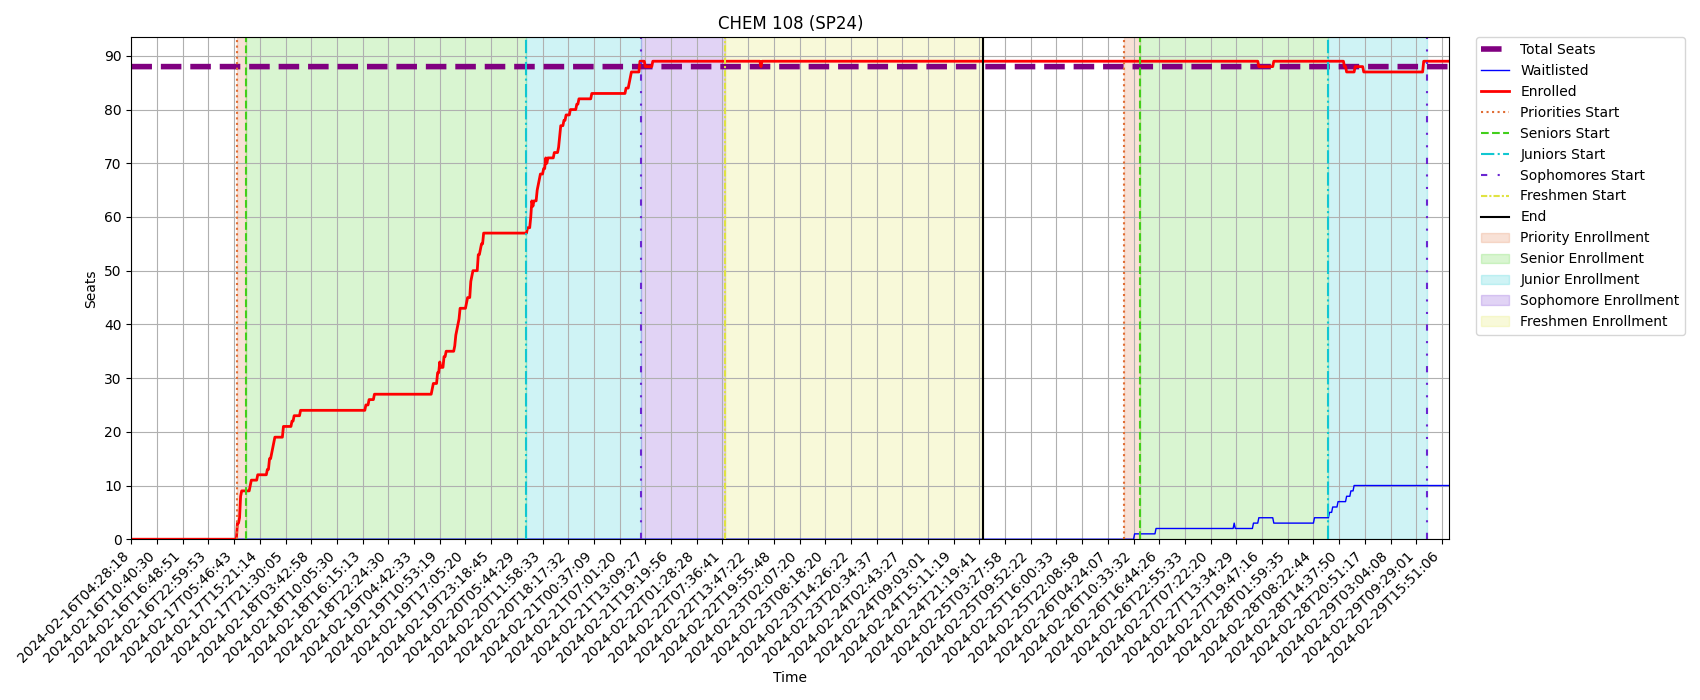 CHEM 108 (SP24)
90
80
70
60
50
40
30
20
10
0
Seats
2024-02-16T04:28:18
2024-02-16T10:40:30
2024-02-16T16:48:51
2024-02-16T22:59:53
2024-02-17T05:46:43
2024-02-17T15:21:14
2024-02-17T21:30:05
2024-02-18T03:42:58
2024-02-18T10:05:30
2024-02-18T16:15:13
2024-02-18T22:24:30
2024-02-19T04:42:33
2024-02-19T10:53:19
2024-02-19T17:05:20
2024-02-19T23:18:45
2024-02-20T05:44:29
2024-02-20T11:58:33
2024-02-20T18:17:32
2024-02-21T00:37:09
2024-02-21T07:01:20
2024-02-21T13:09:27
2024-02-21T19:19:56
2024-02-22T01:28:28
2024-02-22T07:36:41
2024-02-22T13:47:22
2024-02-22T19:55:48
2024-02-23T02:07:20
2024-02-23T08:18:20
2024-02-23T14:26:22
2024-02-23T20:34:37
2024-02-24T02:43:27
2024-02-24T09:03:01
2024-02-24T15:11:19
2024-02-24T21:19:41
2024-02-25T03:27:58
2024-02-25T09:52:22
2024-02-25T16:00:33
2024-02-25T22:08:58
2024-02-26T04:24:07
2024-02-26T10:33:32
2024-02-26T16:44:26
2024-02-26T22:55:33
2024-02-27T07:22:20
2024-02-27T13:34:29
2024-02-27T19:47:16
2024-02-28T01:59:35
2024-02-28T08:22:44
2024-02-28T14:37:50
2024-02-28T20:51:17
2024-02-29T03:04:08
2024-02-29T09:29:01
2024-02-29T15:51:06
Time
Total Seats
Waitlisted
Enrolled
Priorities Start
Seniors Start
Juniors Start
Sophomores Start
Freshmen Start
End
Priority Enrollment
Senior Enrollment
Junior Enrollment
Sophomore Enrollment
Freshmen Enrollment